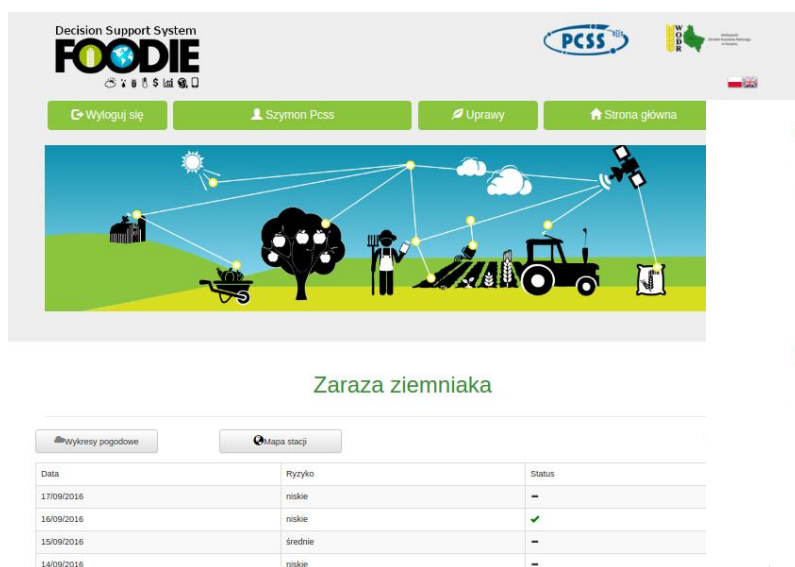 Decision Support System
FOODIE
PCSS
WODR
Wyloguj się
Szymon Pcss
Uprawy
Strona główna
Zaraza ziemniaka
Wykresy pogodowe
Mapa stacji
Data Ryzyko Status
17/09/2016 niskie
16/09/2016 niskie
15/09/2016 średnie
14/09/2016 niskie